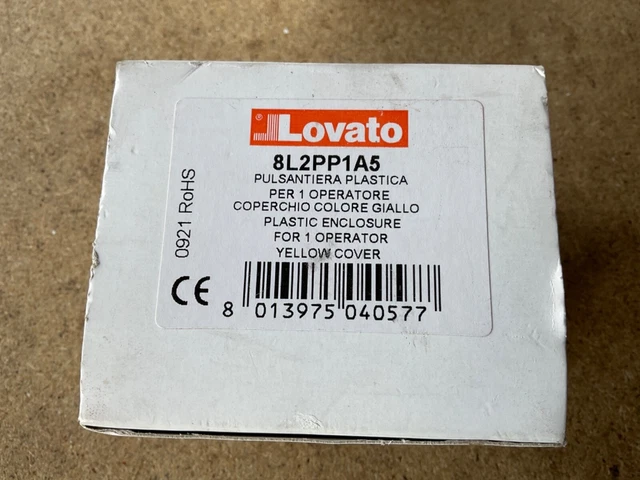 ® Lovato
8L2PP1A5
PULSANTIERA PLASTICA
PER 1 OPERATORE
COPERCHIO COLORE GIALLO
PLASTIC ENCLOSURE
FOR 1 OPERATOR
YELLOW COVER
0921 RoHS
CE
8 013975 040577